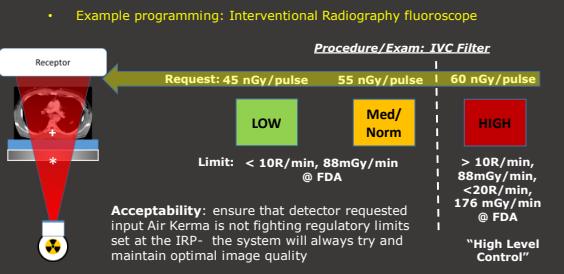 • Example programming: Interventional Radiography fluoroscope
Procedure/Exam: IVC Filter
Receptor
Request: 45 nGy/pulse 55 nGy/pulse 60 nGy/pulse
LOW
Med/
Norm
HIGH
Limit: < 10R/min, 88mGy/min
@ FDA
> 10R/min,
88mGy/min,
<20R/min,
176 mGy/min
@ FDA
Acceptability: ensure that detector requested
input Air Kerma is not fighting regulatory limits
set at the IRP- the system will always try and
maintain optimal image quality
"High Level
Control"